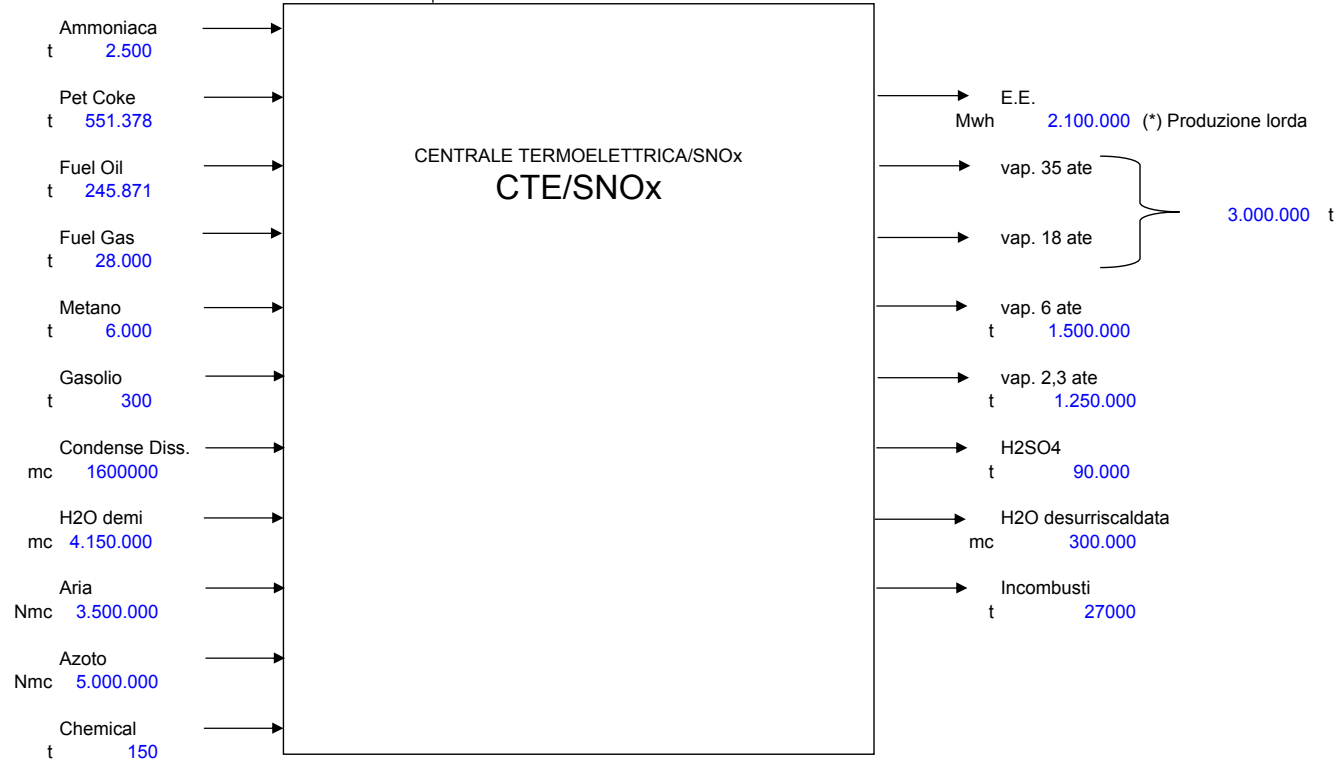 Ammoniaca
t 2.500
Pet Coke
t 551.378
Fuel Oil
t 245.871
Fuel Gas
t 28.000
Metano
t 6.000
Gasolio
t 300
Condense Diss.
mc 1600000
H2O demi
mc 4.150.000
Aria
Nmc 3.500.000
Azoto
Nmc 5.000.000
Chemical
t 150
CENTRALE TERMOELETTRICA/SNOx
CTE/SNOx
E.E.
Mwh 2.100.000 (*) Produzione lorda
vap. 35 ate
3.000.000 t
vap. 18 ate
vap. 6 ate
t 1.500.000
vap. 2,3 ate
t 1.250.000
H2SO4
t 90.000
H2O desurriscaldata
mc 300.000
Incombusti
t 27000